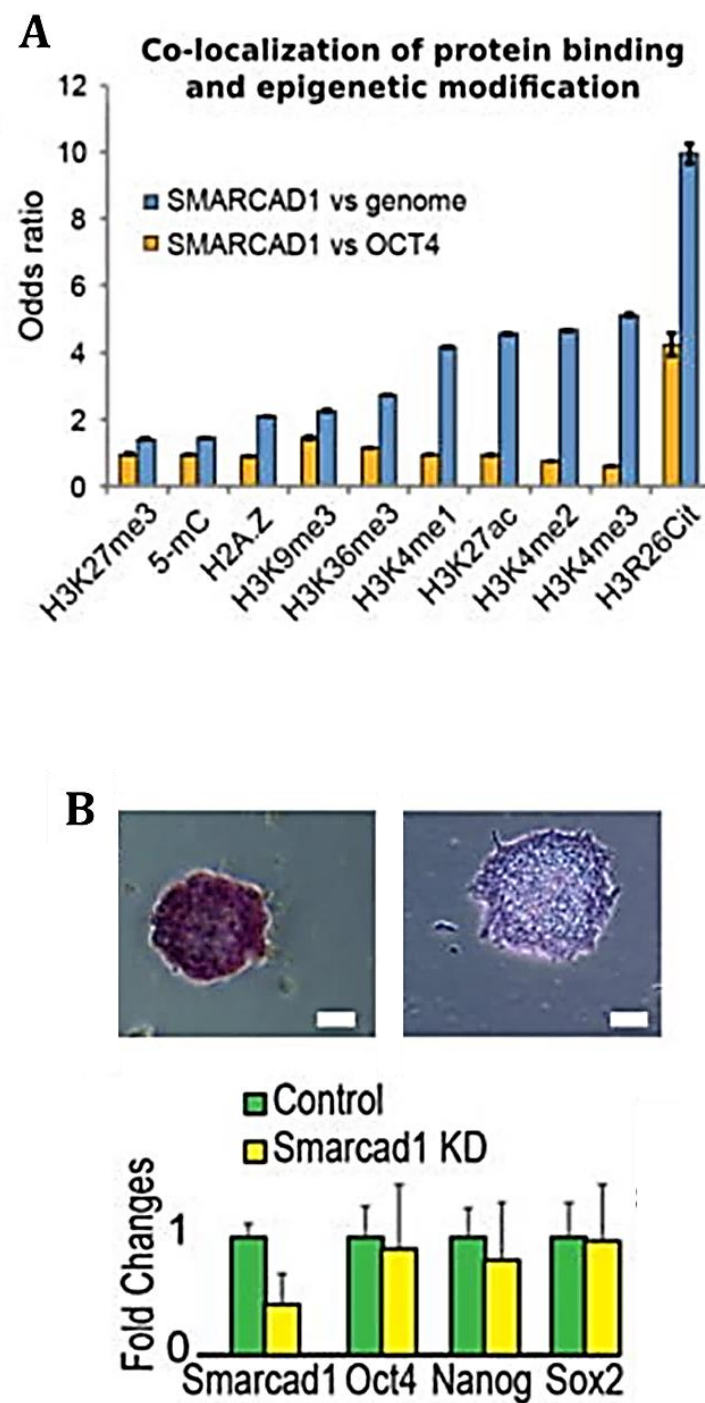 A
Co-localization of protein binding
and epigenetic modification
12
10
8
6
4
2
0
Odds ratio
SMARCAD1 vs genome
SMARCAD1 vs OCT4
H3K27me3
5-mC
H2A.Z
H3K9me3
H3K36me3
H3K4me1
H3K27ac
H3K4me2
H3K4me3
H3R26Cit
B
Control
Smarcad1 KD
Fold Changes
1
0
Smarcad1 Oct4 Nanog Sox2